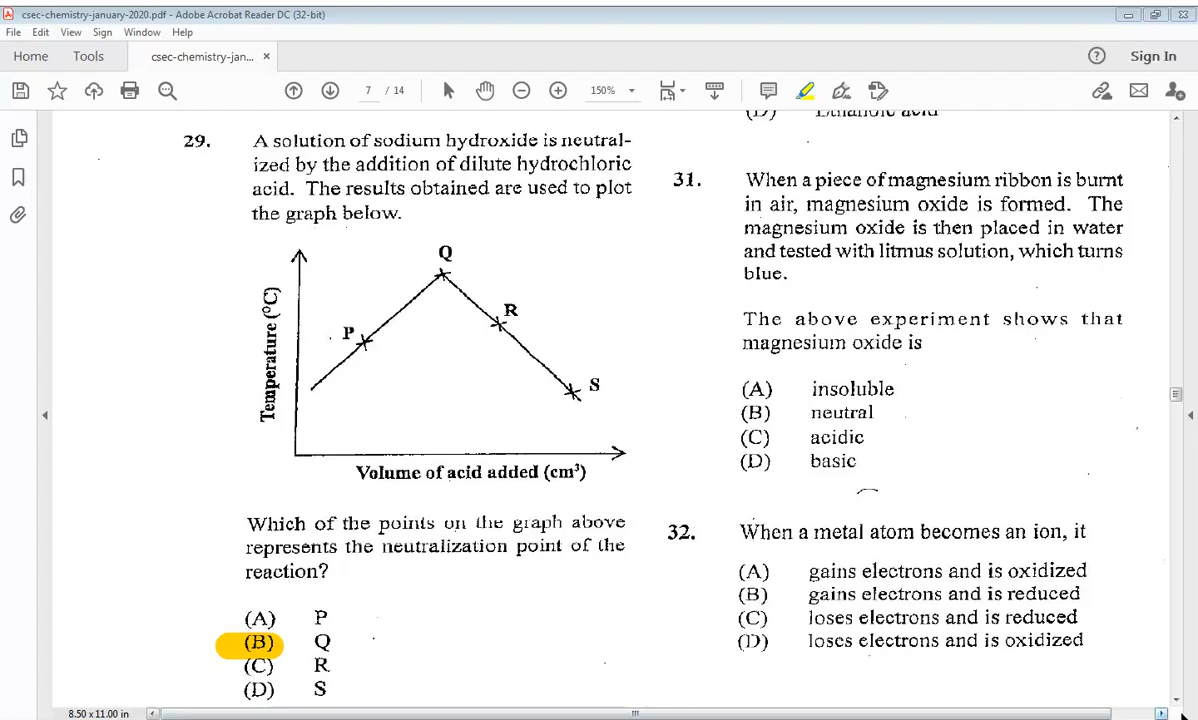 csec-chemistry-january-2020.pdf - Adobe Acrobat Reader DC (32-bit)
File Edit View Sign Window Help
Home Tools csec-chemistry-jan... × Sign In
7 / 14 150%
29. A solution of sodium hydroxide is neutral-
ized by the addition of dilute hydrochloric
acid. The results obtained are used to plot
the graph below.
Temperature (°C)
P
Q
R
S
Volume of acid added (cm³)
Which of the points on the graph above
represents the neutralization point of the
reaction?
(A) P
(B) Q
(C) R
(D) S
(D) Ethanoic acid
31. When a piece of magnesium ribbon is burnt
in air, magnesium oxide is formed. The
magnesium oxide is then placed in water
and tested with litmus solution, which turns
blue.
The above experiment shows that
magnesium oxide is
(A) insoluble
(B) neutral
(C) acidic
(D) basic
32. When a metal atom becomes an ion, it
(A) gains electrons and is oxidized
(B) gains electrons and is reduced
(C) loses electrons and is reduced
(D) loses electrons and is oxidized
8.50 x 11.00 in